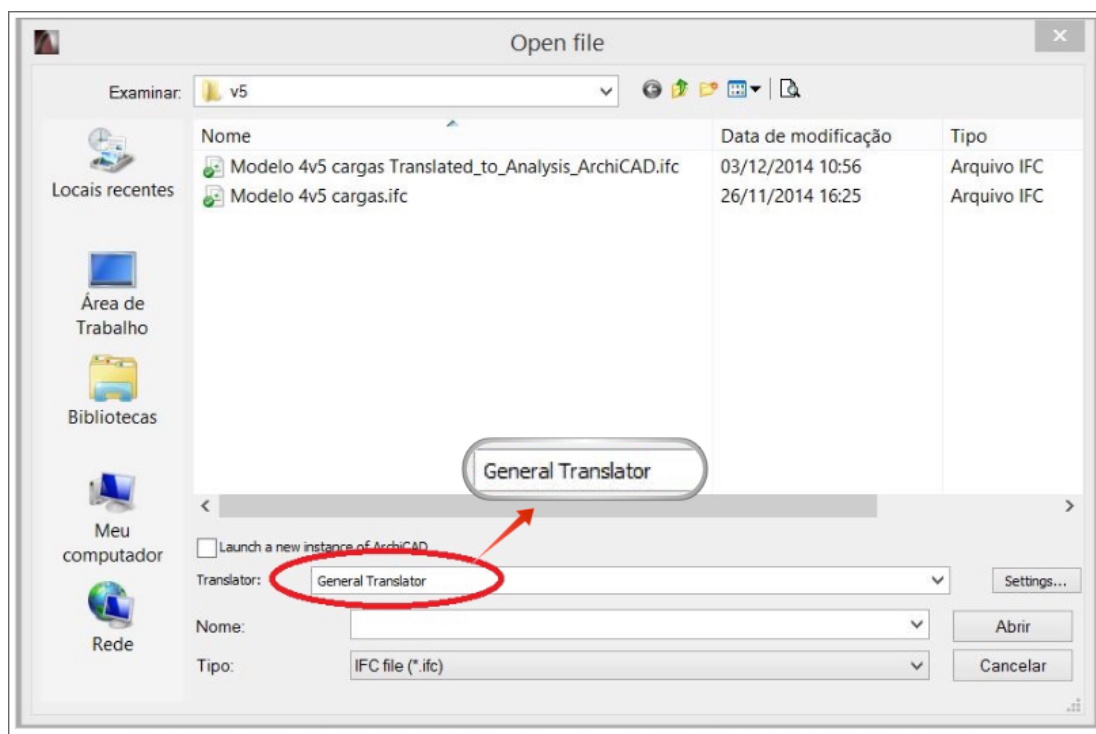 Open file
Examinar: v5
Nome Data de modificação Tipo
Modelo 4v5 cargas Translated_to_Analysis_ArchiCAD.ifc 03/12/2014 10:56 Arquivo IFC
Modelo 4v5 cargas.ifc 26/11/2014 16:25 Arquivo IFC
Locais recentes
Área de
Trabalho
Bibliotecas
Meu
computador
Rede
General Translator
Launch a new instance of ArchiCAD
Translator: General Translator Settings...
Nome: Abrir
Tipo: IFC file (*.ifc) Cancelar